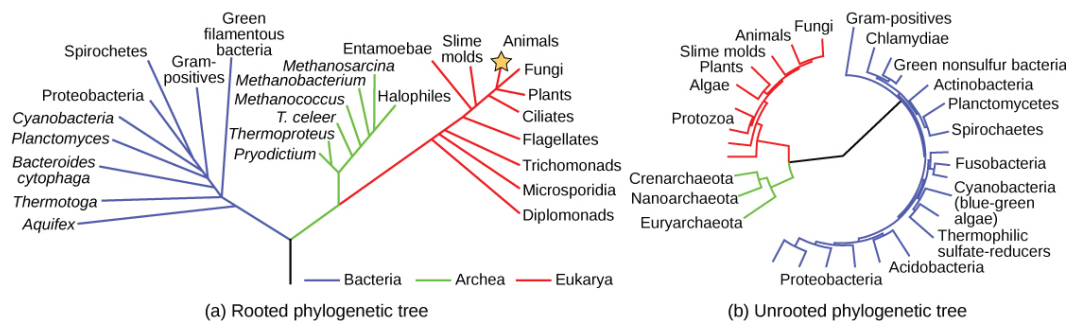 Green
filamentous
bacteria
Spirochetes
Gram-
positives
Proteobacteria
Cyanobacteria
Planctomyces
Bacteroides
cytophaga
Thermotoga
Aquifex
Entamoebae
Slime
molds
Animals
Methanosarcina
Methanobacterium
Methanococcus
Halophiles
T. celeer
Thermoproteus
Pryodictium
Fungi
Plants
Ciliates
Flagellates
Trichomonads
Microsporidia
Diplomonads
Bacteria
Archea
Eukarya
(a) Rooted phylogenetic tree
Fungi
Animals
Slime molds
Plants
Algae
Protozoa
Crenarchaeota
Nanoarchaeota
Euryarchaeota
Gram-positives
Chlamydiae
Green nonsulfur bacteria
Actinobacteria
Planctomycetes
Spirochaetes
Fusobacteria
Cyanobacteria
(blue-green
algae)
Thermophilic
sulfate-reducers
Acidobacteria
Proteobacteria
(b) Unrooted phylogenetic tree